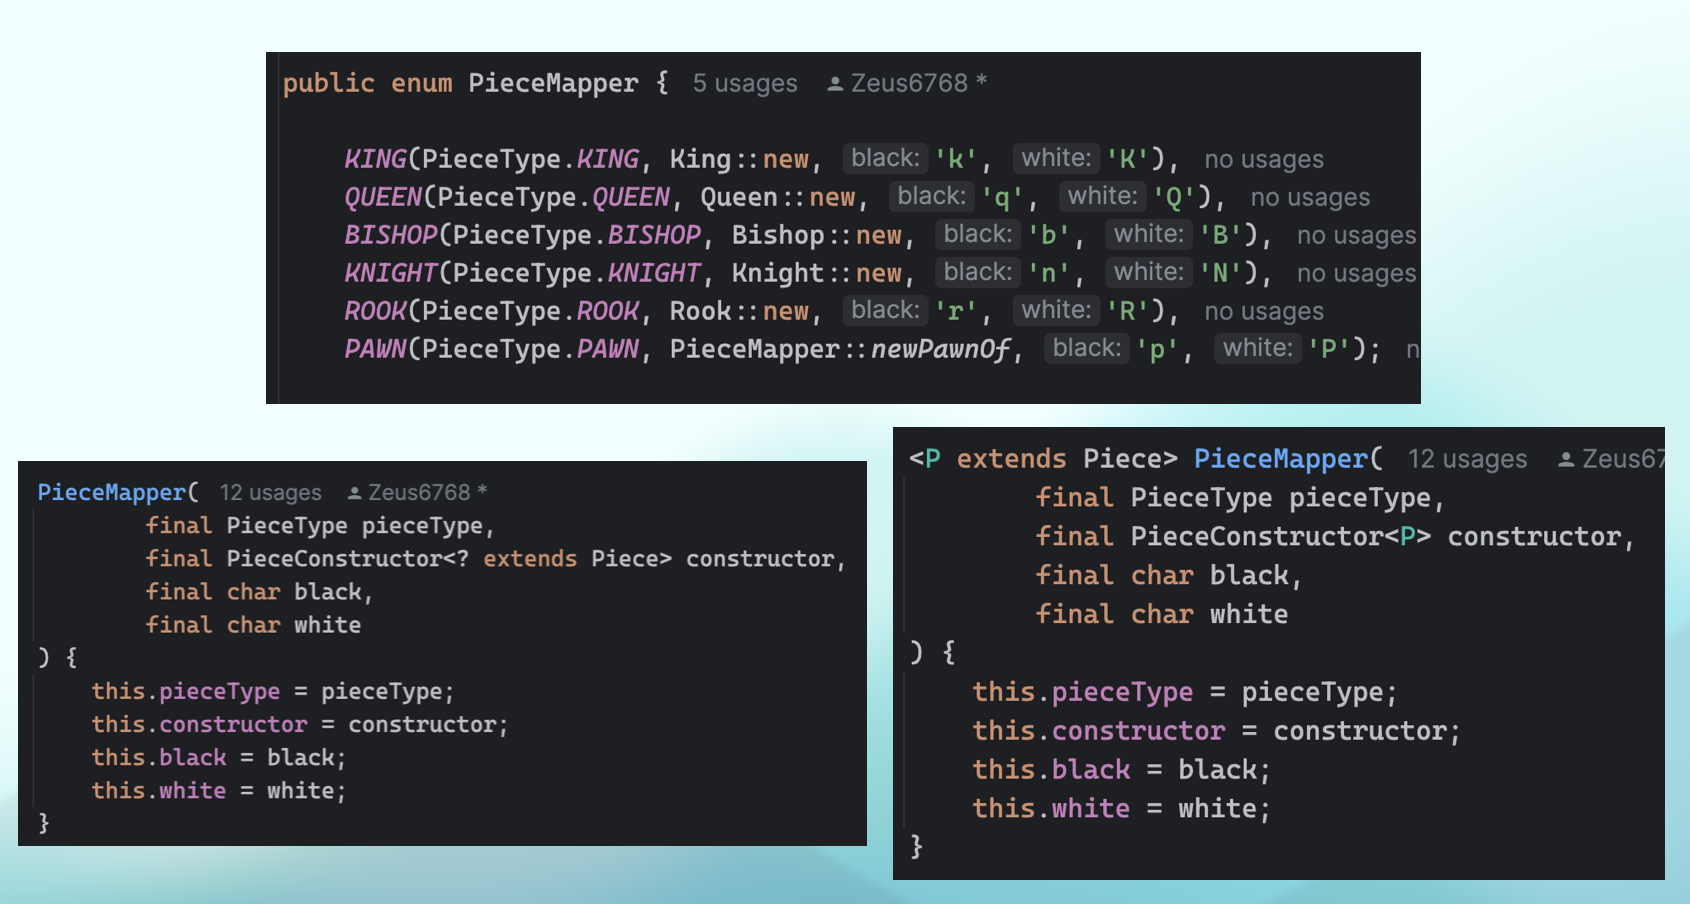 public enum PieceMapper { 5 usages Zeus6768 *
KING(PieceType.KING, King::new, black: 'k', white: 'K'), no usages
QUEEN(PieceType.QUEEN, Queen::new, black: 'q', white: 'Q'), no usages
BISHOP(PieceType.BISHOP, Bishop::new, black: 'b', white: 'B'), no usages
KNIGHT(PieceType.KNIGHT, Knight::new, black: 'n', white: 'N'), no usages
ROOK(PieceType.ROOK, Rook::new, black: 'r', white: 'R'), no usages
PAWN(PieceType.PAWN, PieceMapper::newPawnOf, black: 'p', white: 'P'); n
PieceMapper( 12 usages Zeus6768 *
final PieceType pieceType,
final PieceConstructor<? extends Piece> constructor,
final char black,
final char white
) {
this.pieceType = pieceType;
this.constructor = constructor;
this.black = black;
this.white = white;
}
<P extends Piece> PieceMapper( 12 usages Zeus67
final PieceType pieceType,
final PieceConstructor<P> constructor,
final char black,
final char white
) {
this.pieceType = pieceType;
this.constructor = constructor;
this.black = black;
this.white = white;
}